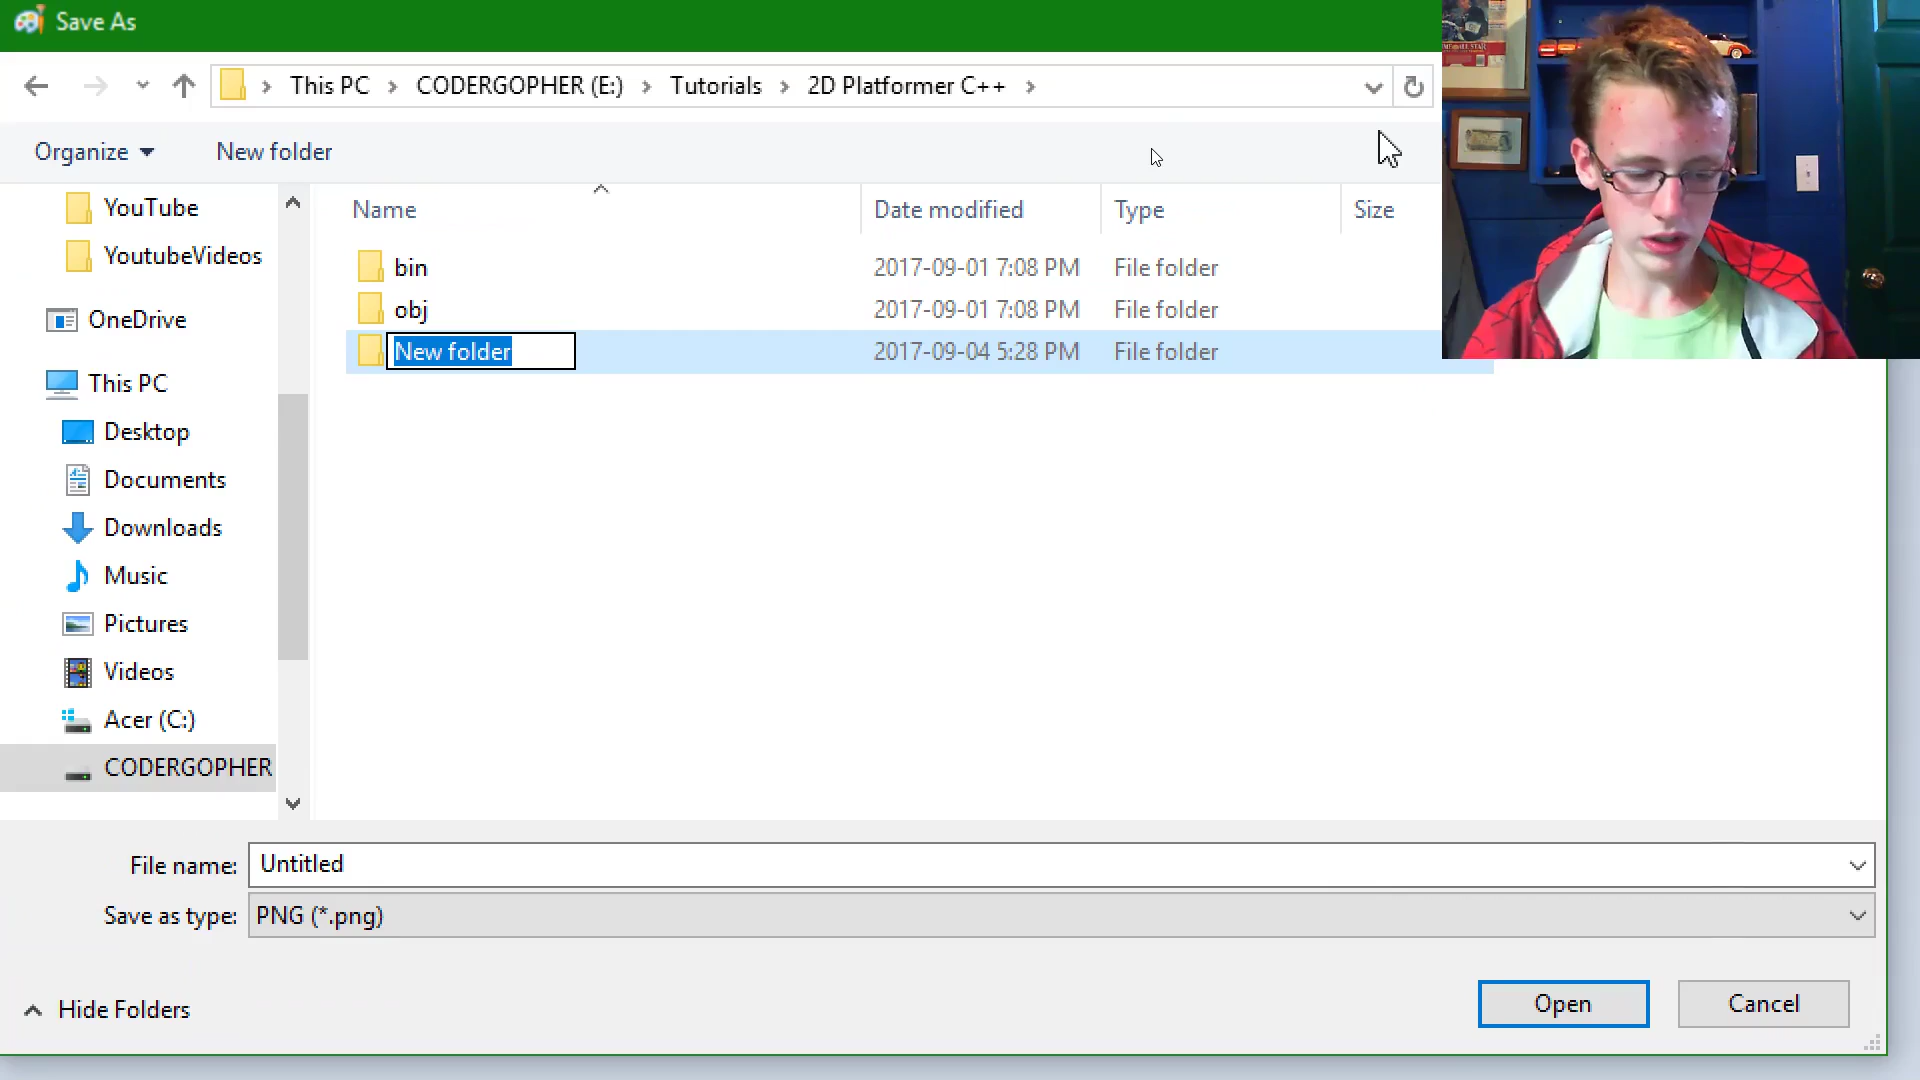 Save As
This PC > CODERGOPHER (E:) > Tutorials > 2D Platformer C++ >
Organize
New folder
Name
Date modified
Type
Size
YouTube
YoutubeVideos
OneDrive
This PC
Desktop
Documents
Downloads
Music
Pictures
Videos
Acer (C:)
CODERGOPHER
bin 2017-09-01 7:08 PM File folder
obj 2017-09-01 7:08 PM File folder
New folder 2017-09-04 5:28 PM File folder
File name: Untitled
Save as type: PNG (*.png)
Hide Folders
Open
Cancel